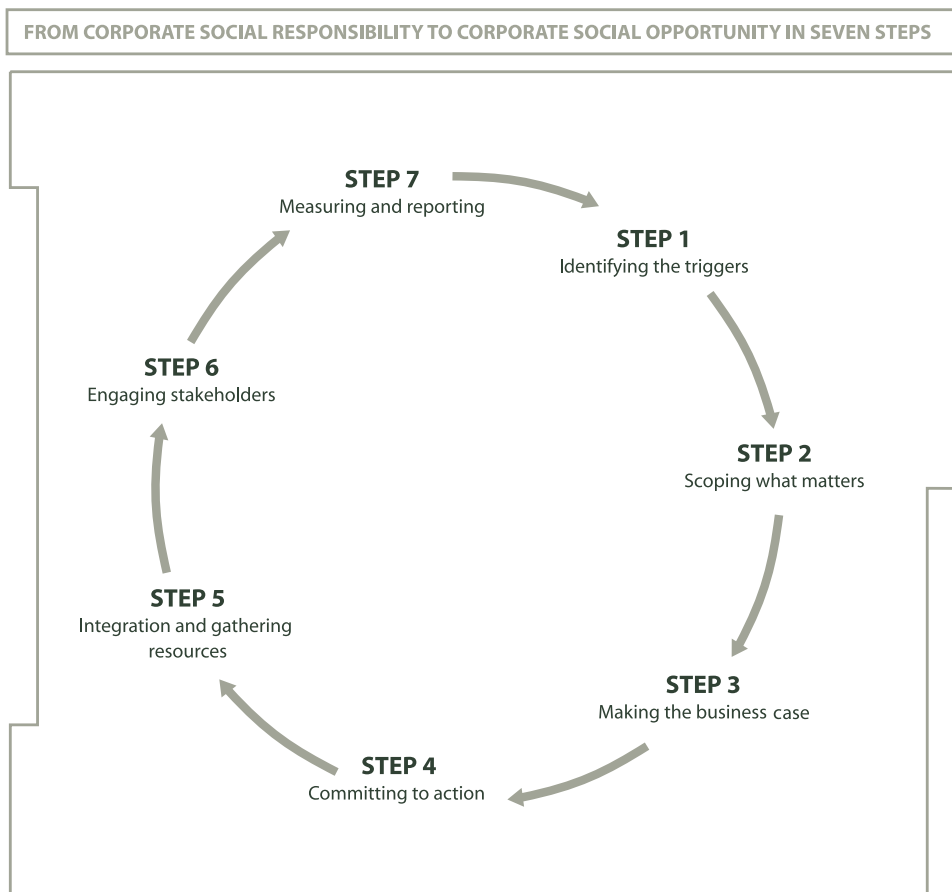 FROM CORPORATE SOCIAL RESPONSIBILITY TO CORPORATE SOCIAL OPPORTUNITY IN SEVEN STEPS
STEP 7
Measuring and reporting
STEP 1
Identifying the triggers
STEP 6
Engaging stakeholders
STEP 2
Scoping what matters
STEP 5
Integration and gathering
resources
STEP 3
Making the business case
STEP 4
Committing to action